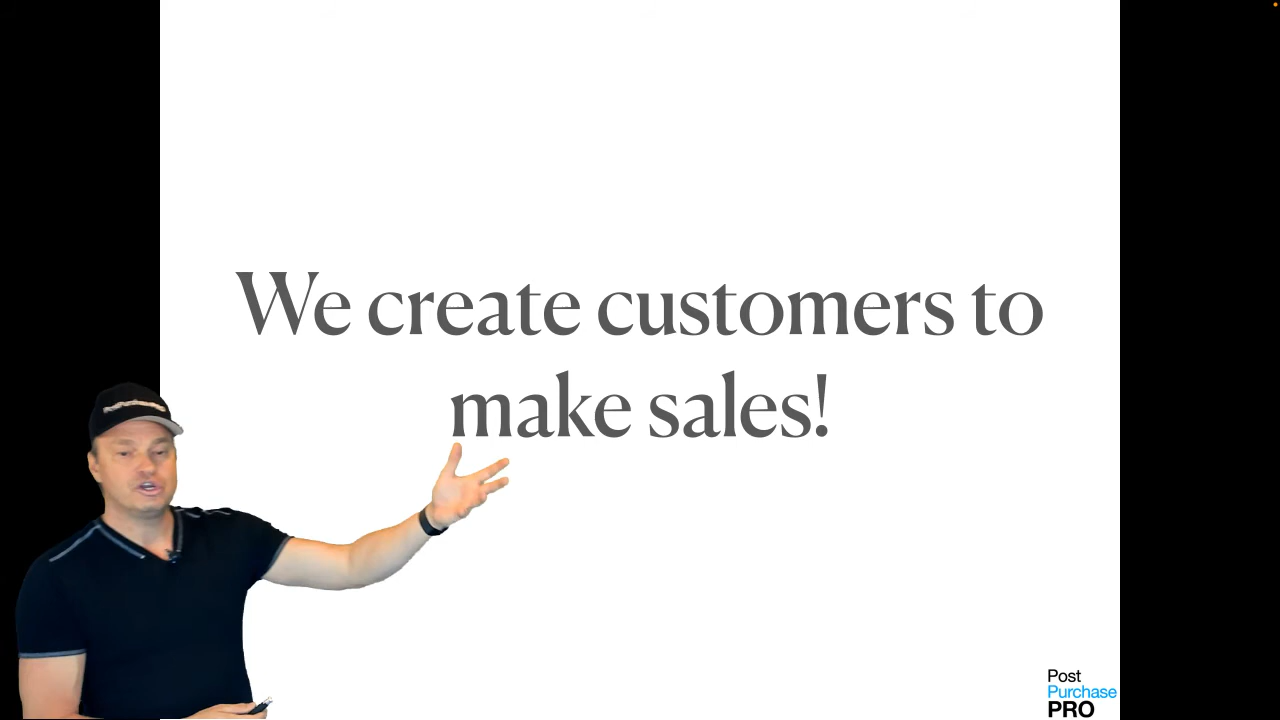 We create customers to
make sales!
Post
Purchase
PRO